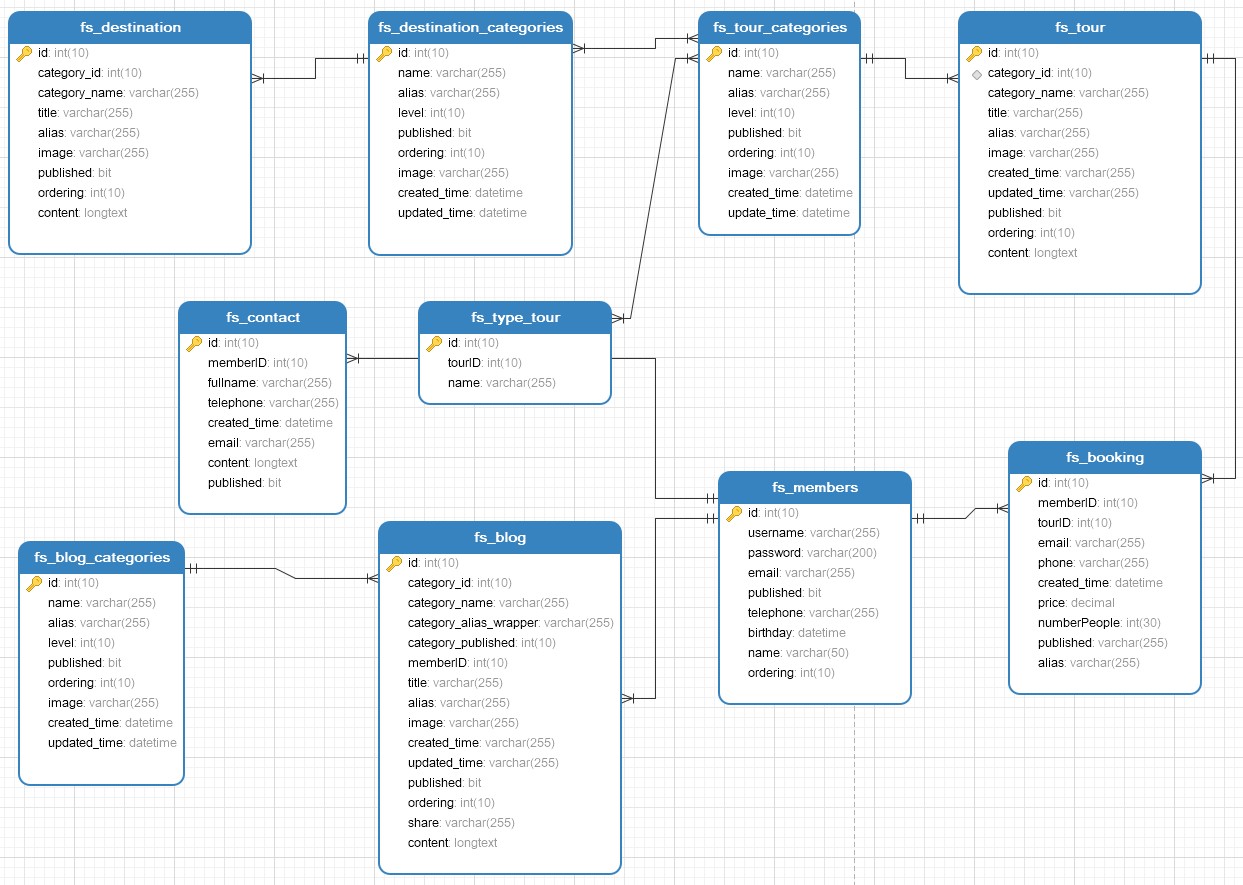 fs_destination
id: int(10)
category_id: int(10)
category_name: varchar(255)
title: varchar(255)
alias: varchar(255)
image: varchar(255)
published: bit
ordering: int(10)
content: longtext
fs_destination_categories
id: int(10)
name: varchar(255)
alias: varchar(255)
level: int(10)
published: bit
ordering: int(10)
image: varchar(255)
created_time: datetime
updated_time: datetime
fs_tour_categories
id: int(10)
name: varchar(255)
alias: varchar(255)
level: int(10)
published: bit
ordering: int(10)
image: varchar(255)
created_time: datetime
update_time: datetime
fs_tour
id: int(10)
category_id: int(10)
category_name: varchar(255)
title: varchar(255)
alias: varchar(255)
image: varchar(255)
created_time: varchar(255)
updated_time: varchar(255)
published: bit
ordering: int(10)
content: longtext
fs_contact
id: int(10)
memberID: int(10)
fullname: varchar(255)
telephone: varchar(255)
created_time: datetime
email: varchar(255)
content: longtext
published: bit
fs_type_tour
id: int(10)
tourID: int(10)
name: varchar(255)
fs_members
id: int(10)
username: varchar(255)
password: varchar(200)
email: varchar(255)
published: bit
telephone: varchar(255)
birthday: datetime
name: varchar(50)
ordering: int(10)
fs_booking
id: int(10)
memberID: int(10)
tourID: int(10)
email: varchar(255)
phone: varchar(255)
created_time: datetime
price: decimal
numberPeople: int(30)
published: varchar(255)
alias: varchar(255)
fs_blog_categories
id: int(10)
name: varchar(255)
alias: varchar(255)
level: int(10)
published: bit
ordering: int(10)
image: varchar(255)
created_time: datetime
updated_time: datetime
fs_blog
id: int(10)
category_id: int(10)
category_name: varchar(255)
category_alias_wrapper: varchar(255)
category_published: int(10)
memberID: int(10)
title: varchar(255)
alias: varchar(255)
image: varchar(255)
created_time: varchar(255)
updated_time: varchar(255)
published: bit
ordering: int(10)
share: varchar(255)
content: longtext